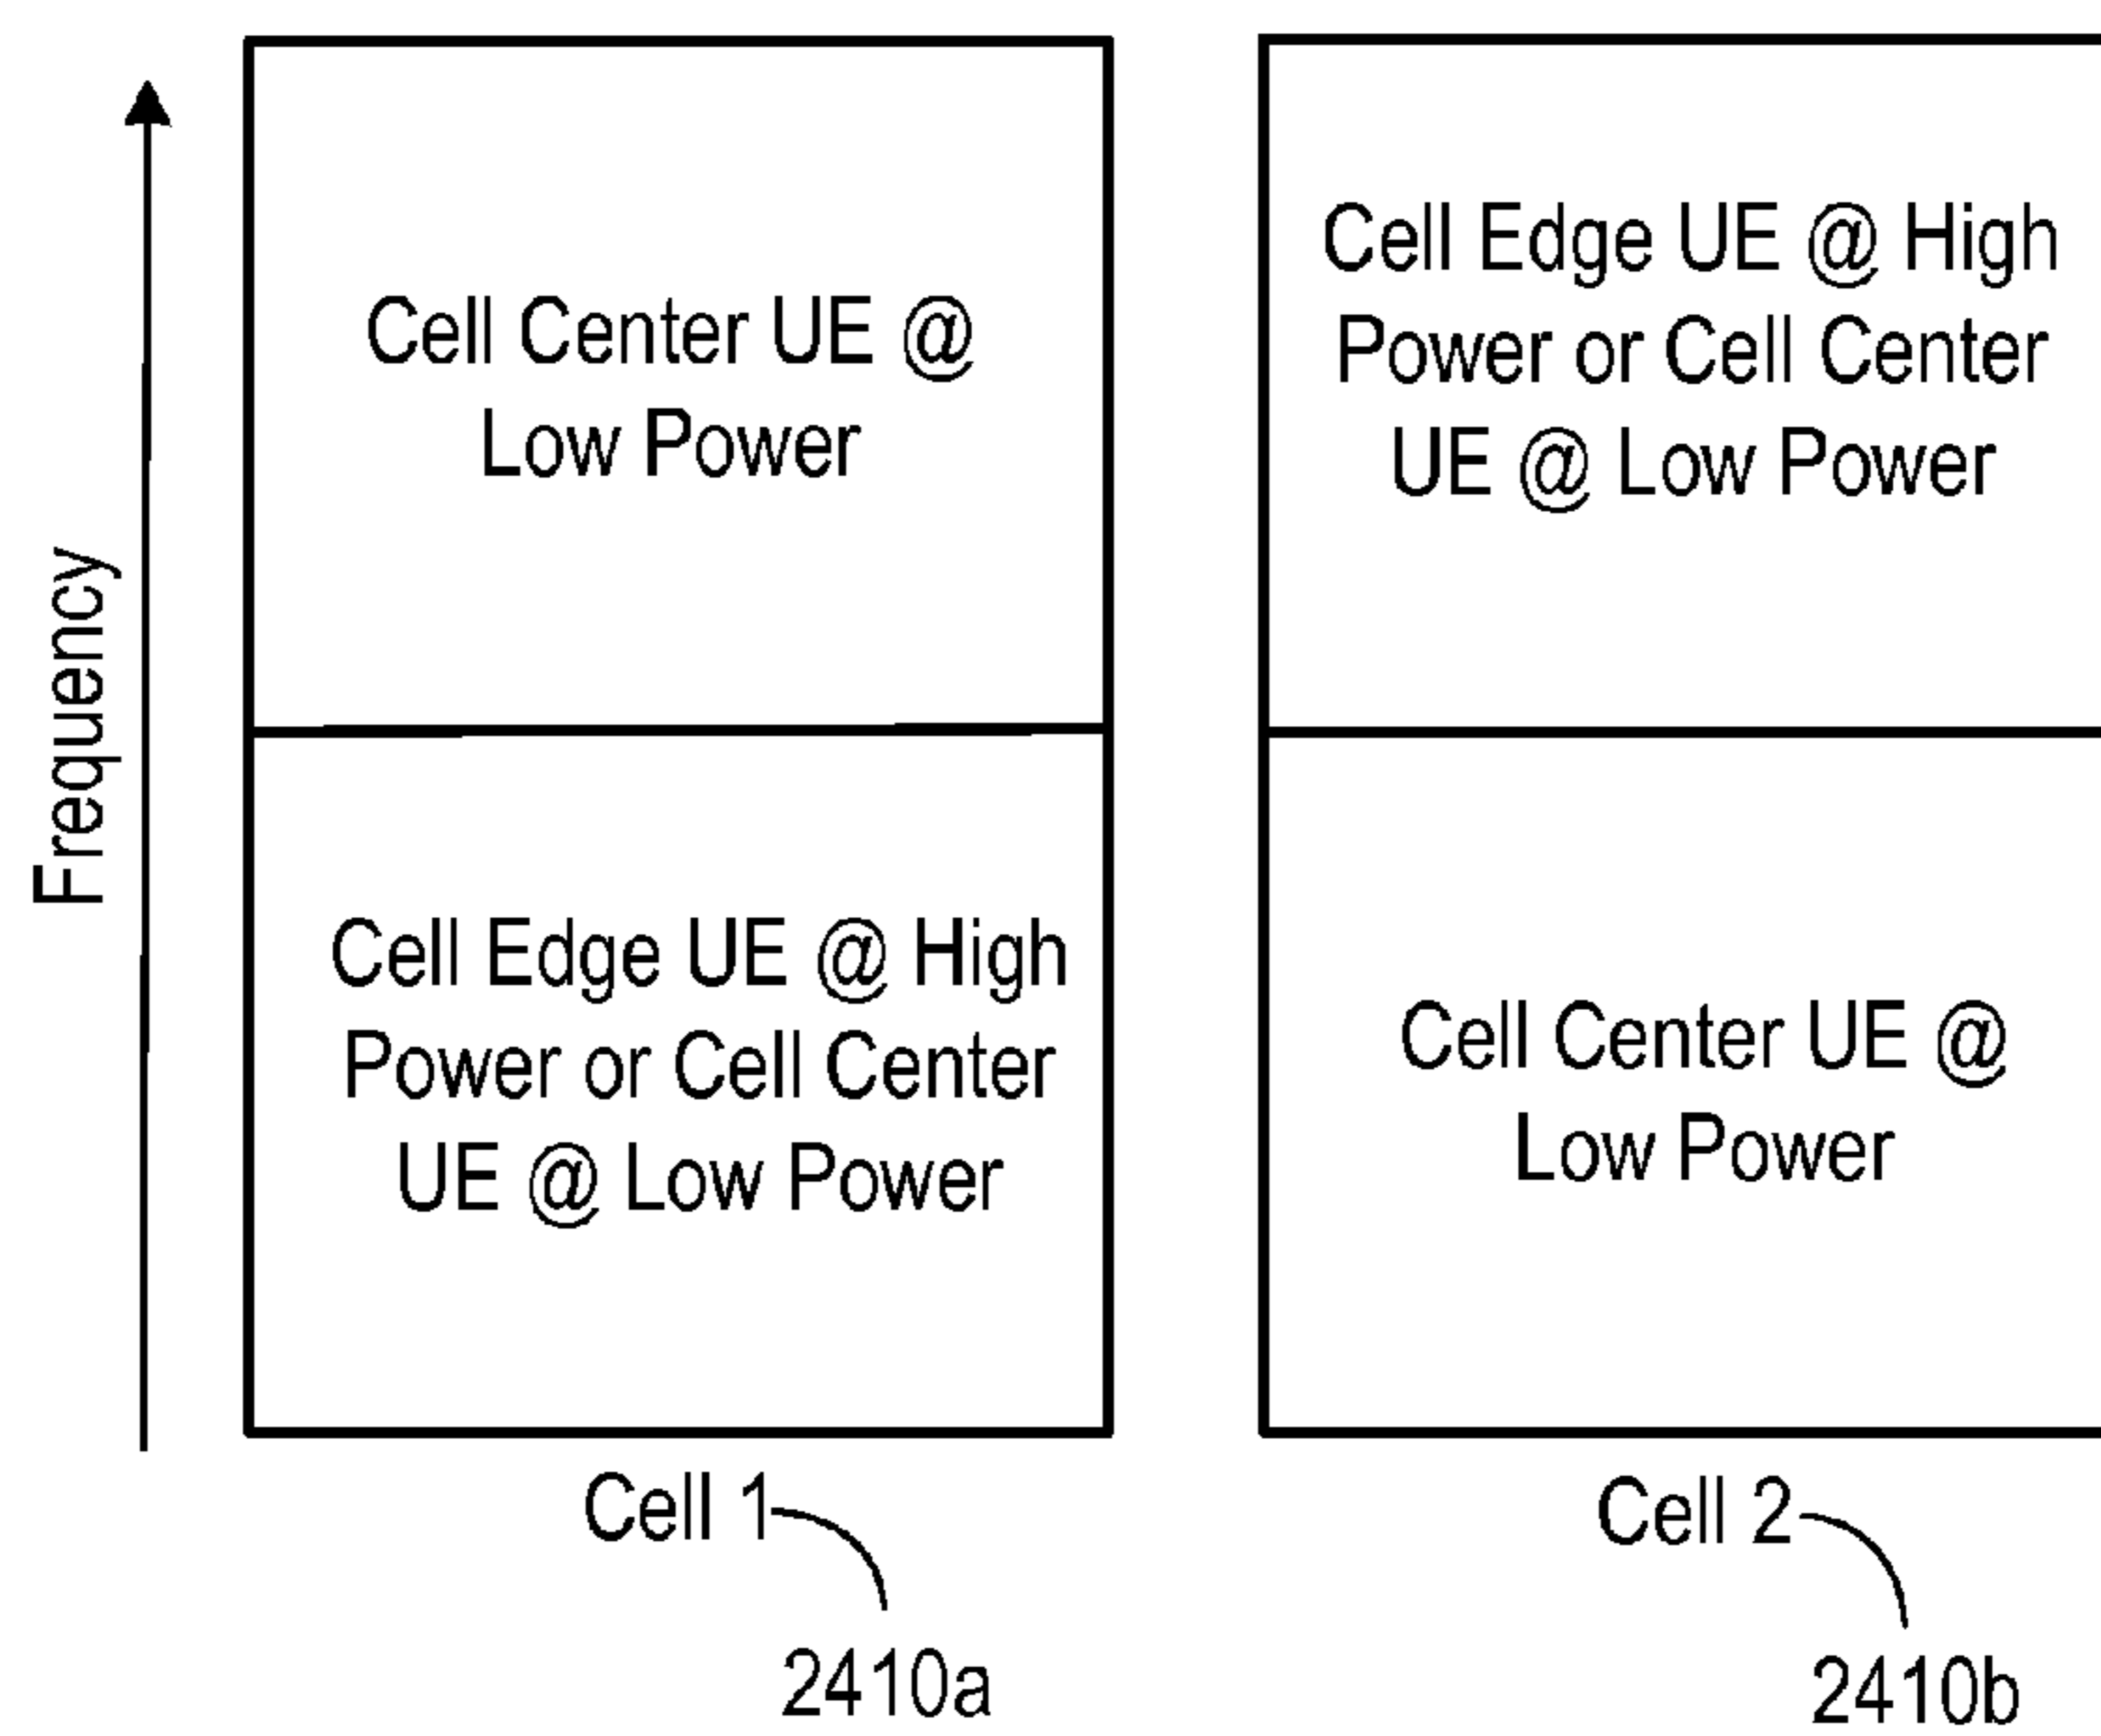 Frequency
Cell Center UE @
Low Power
Cell Edge UE @ High
Power or Cell Center
UE @ Low Power
Cell 1
2410a
Cell Edge UE @ High
Power or Cell Center
UE @ Low Power
Cell Center UE @
Low Power
Cell 2
2410b